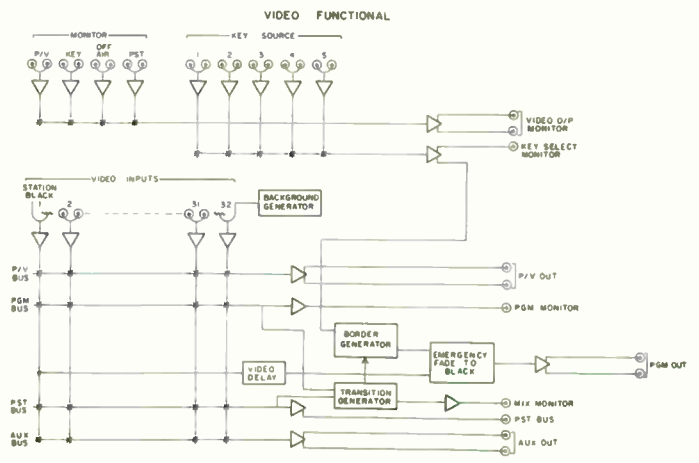 VIDEO FUNCTIONAL
MONITOR
KEY SOURCE
P/V KEY OFF AIR PST
1 2 3 4 5
VIDEO O/P
MONITOR
KEY SELECT
MONITOR
VIDEO INPUTS
STATION
BLACK
1 2 31 32
BACKGROUND
GENERATOR
P/V
BUS
P/V OUT
PGM
BUS
PGM MONITOR
BORDER
GENERATOR
EMERGENCY
FADE TO
BLACK
PGM OUT
VIDEO
DELAY
TRANSITION
GENERATOR
MIX MONITOR
PST
BUS
PST BUS
AUX
BUS
AUX OUT